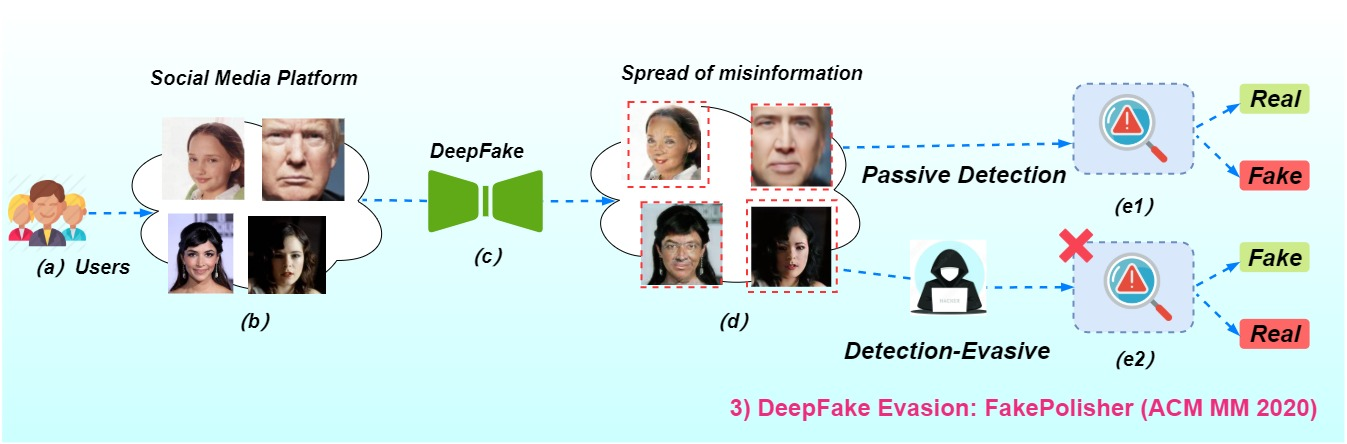 Social Media Platform
Spread of misinformation
DeepFake
Real
Passive Detection
Fake
(a) Users
(b)
(c)
(d)
(e1)
HACKER
Fake
Detection-Evasive
Real
(e2)
3) DeepFake Evasion: FakePolisher (ACM MM 2020)